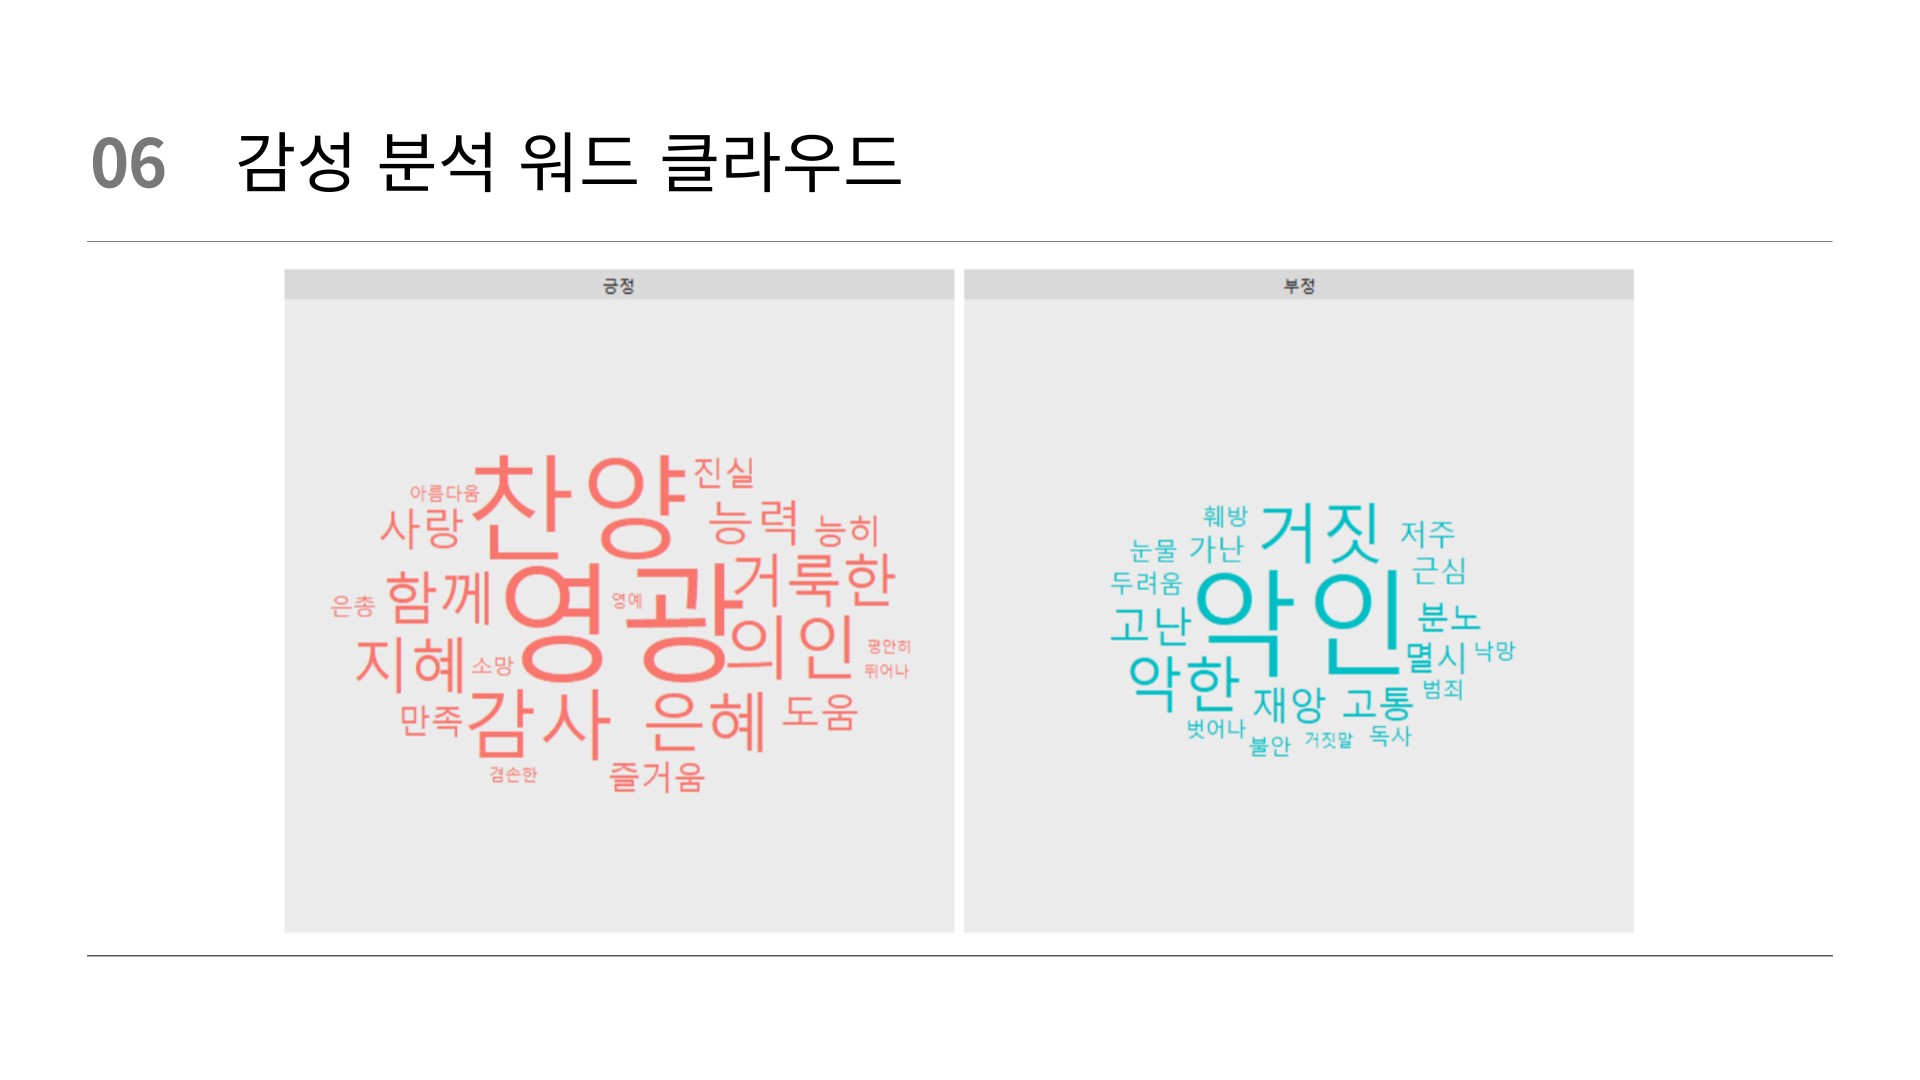 06 감성 분석 워드 클라우드
긍정
찬양
진실
아름다움
사랑
능력
능히
거룩한
함께
영광
영예
은총
의인
지혜
소망
평안히
뛰어나
감사
은혜
도움
만족
겸손한
즐거움
부정
훼방
거짓
저주
눈물
가난
근심
두려움
악인
고난
분노
멸시
낙망
악한
재앙
고통
범죄
벗어나
불안
거짓말
독사